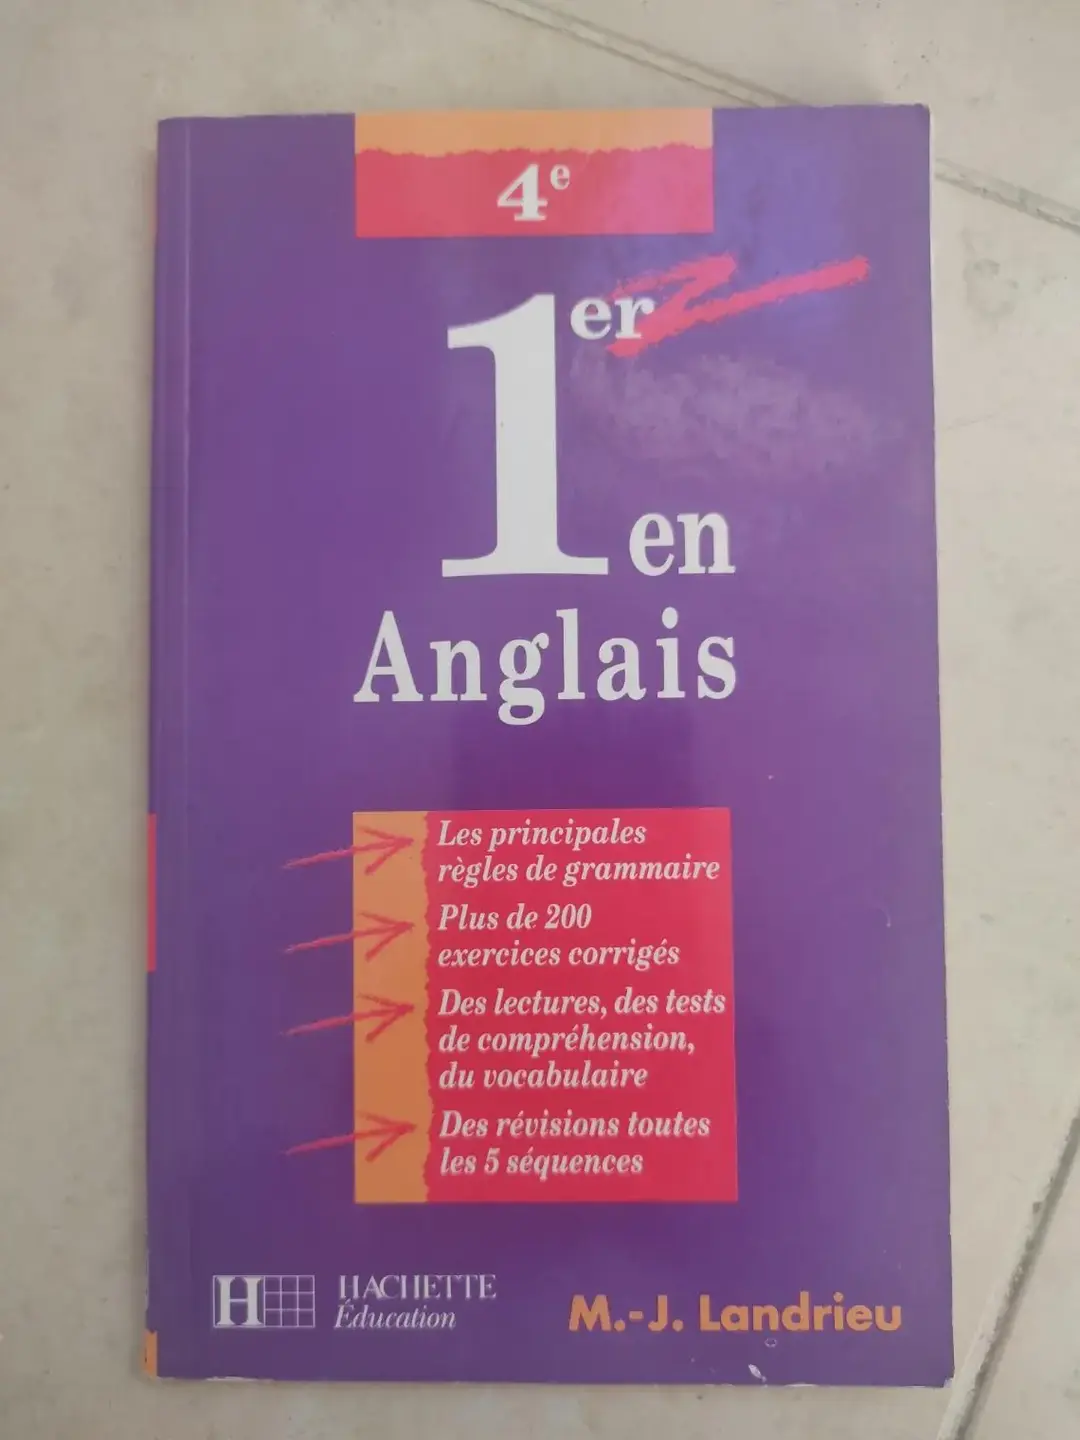 4e
1er en
Anglais
Les principales
règles de grammaire
Plus de 200
exercices corrigés
Des lectures, des tests
de compréhension,
du vocabulaire
Des révisions toutes
les 5 séquences
H HACHETTE
Éducation
M.-J. Landrieu